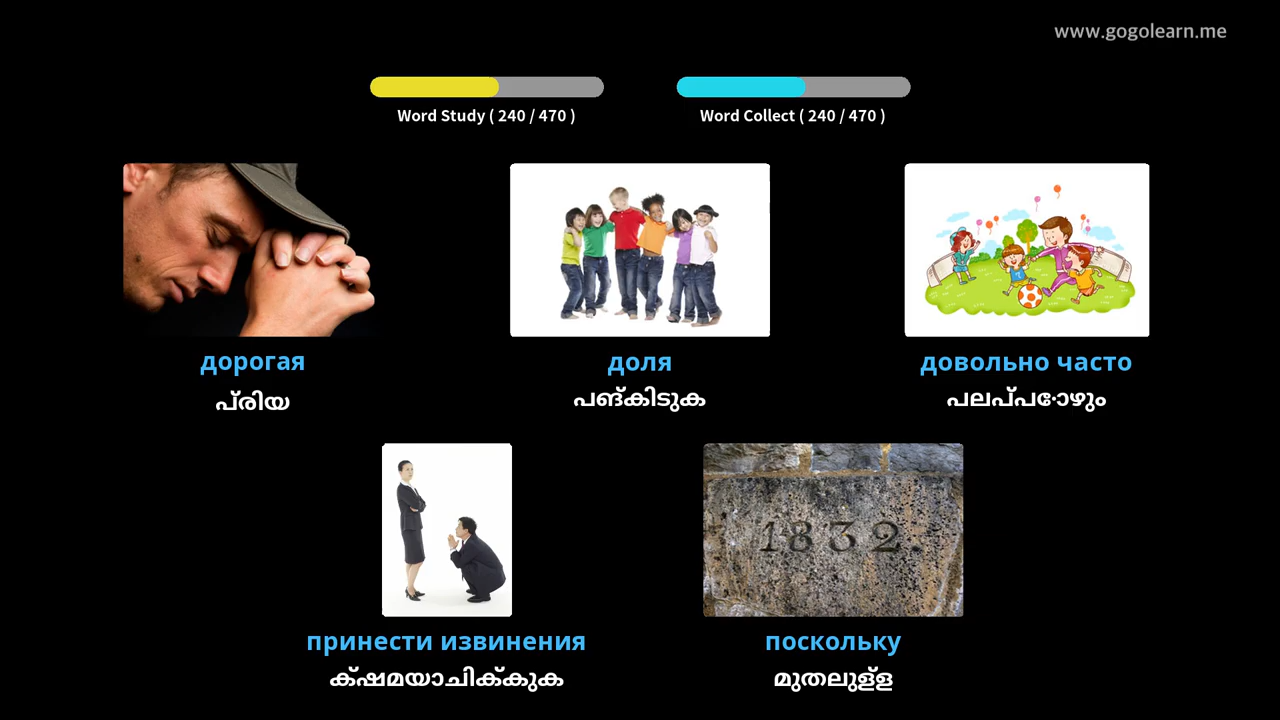 www.gogolearn.me
Word Study ( 240 / 470 )
Word Collect ( 240 / 470 )
дорогая
доля
довольно часто
പ്രിയ
പങ്കിടുക
പലപ്പോഴും
1832.
принести извинения
поскольку
ക്ഷമയാചിക്കുക
മുതലുള്ള